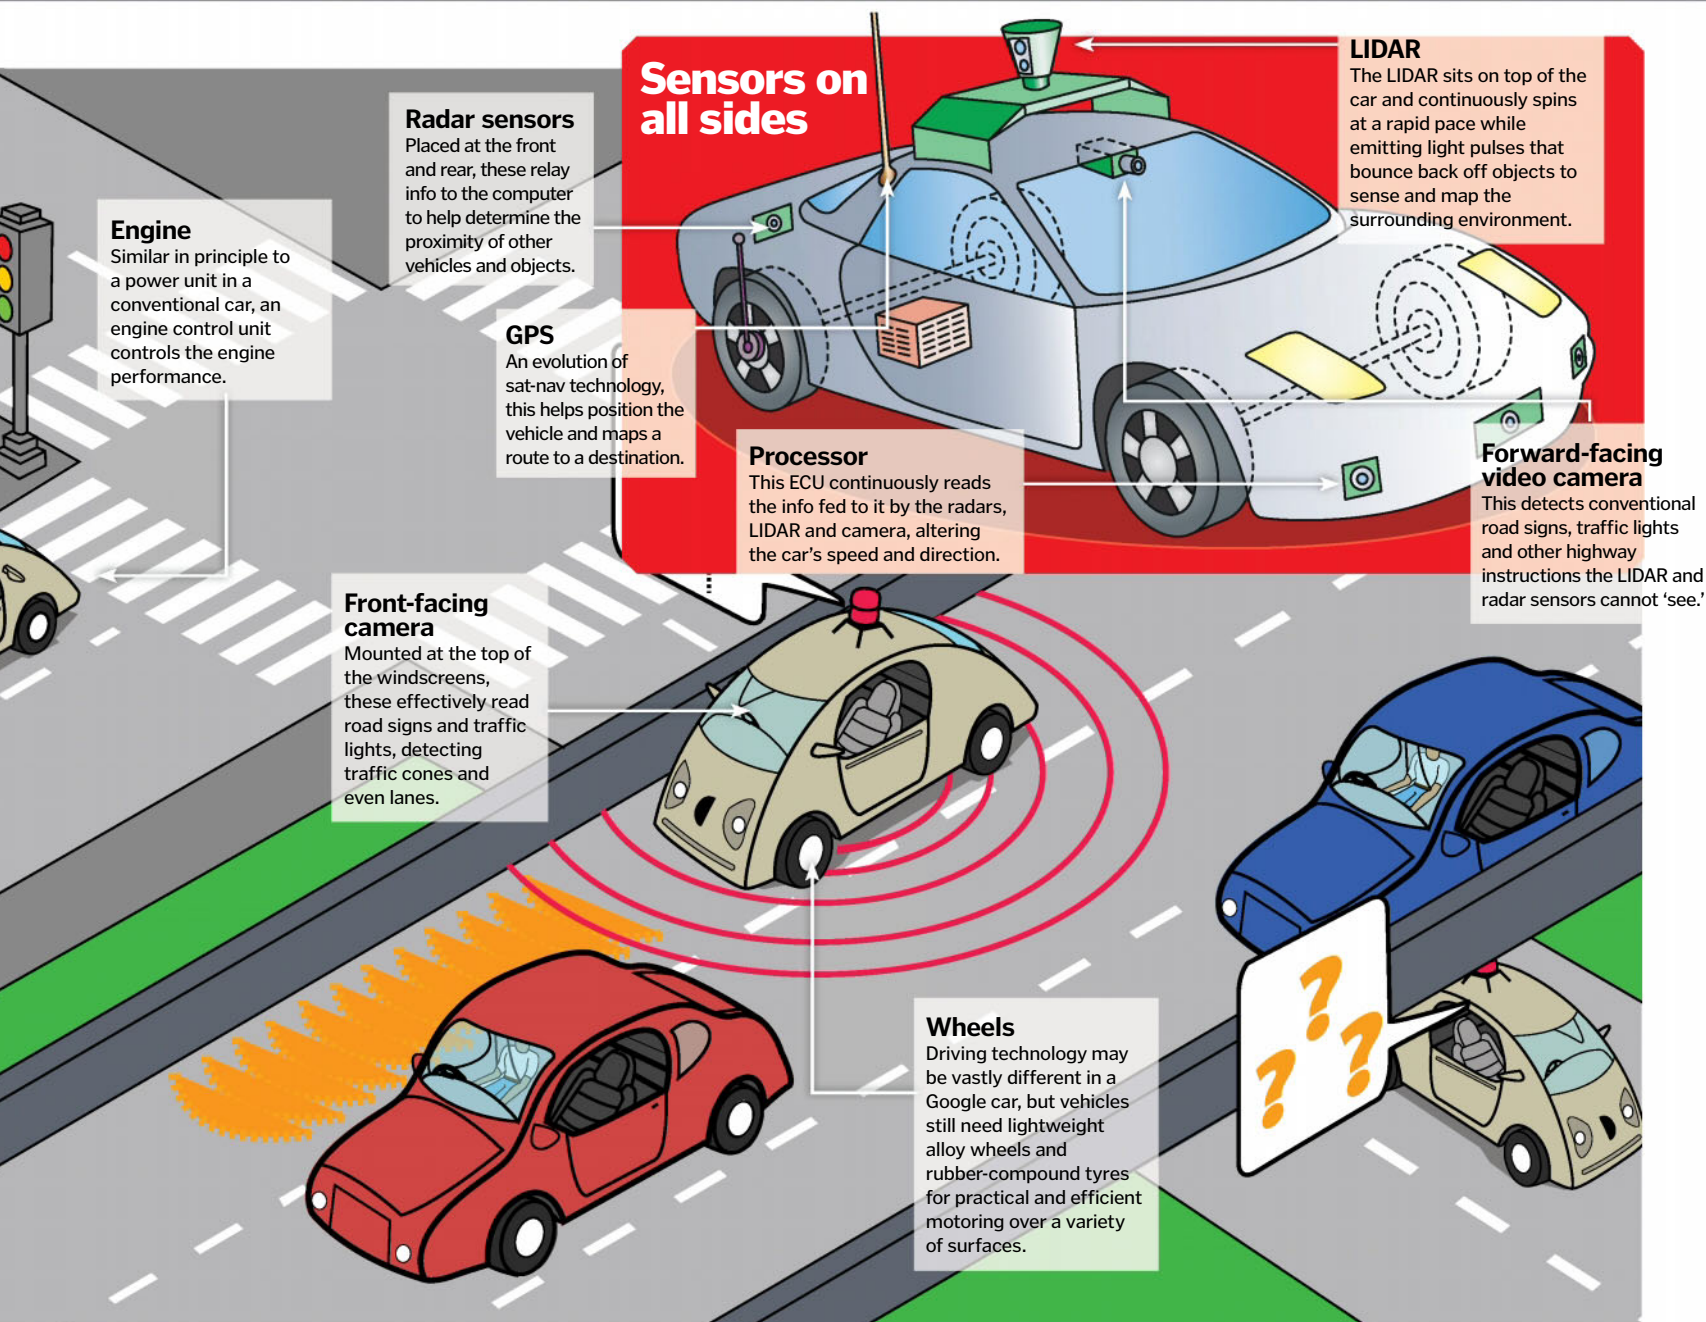 Sensors on
all sides
LIDAR
The LIDAR sits on top of the
car and continuously spins
at a rapid pace while
emitting light pulses that
bounce back off objects to
sense and map the
surrounding environment.
Radar sensors
Placed at the front
and rear, these relay
info to the computer
to help determine the
proximity of other
vehicles and objects.
Engine
Similar in principle to
a power unit in a
conventional car, an
engine control unit
controls the engine
performance.
GPS
An evolution of
sat-nav technology,
this helps position the
vehicle and maps a
route to a destination.
Processor
This ECU continuously reads
the info fed to it by the radars,
LIDAR and camera, altering
the car's speed and direction.
Forward-facing
video camera
This detects conventional
road signs, traffic lights
and other highway
instructions the LIDAR and
radar sensors cannot ‘see.’
Front-facing
camera
Mounted at the top of
the windscreens,
these effectively read
road signs and traffic
lights, detecting
traffic cones and
even lanes.
Wheels
Driving technology may
be vastly different in a
Google car, but vehicles
still need lightweight
alloy wheels and
rubber-compound tyres
for practical and efficient
motoring over a variety
of surfaces.
?
?
?